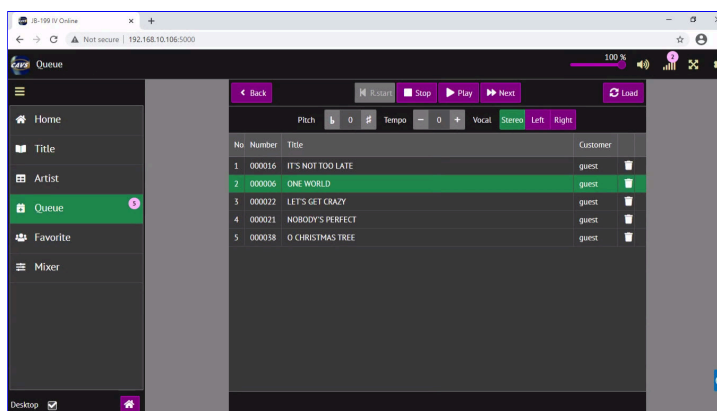 JB-199 IV Online
Not secure 192.168.10.106:5000
CAVS Queue 100 % 2
Back R.start Stop Play Next Load
Home
Pitch ♭ 0 ♯ Tempo − 0 + Vocal Stereo Left Right
Title
No Number Title Customer
Artist
1 000016 IT'S NOT TOO LATE guest
2 000006 ONE WORLD guest
Queue 5
3 000022 LET'S GET CRAZY guest
4 000021 NOBODY'S PERFECT guest
Favorite
5 000038 O CHRISTMAS TREE guest
Mixer
Desktop